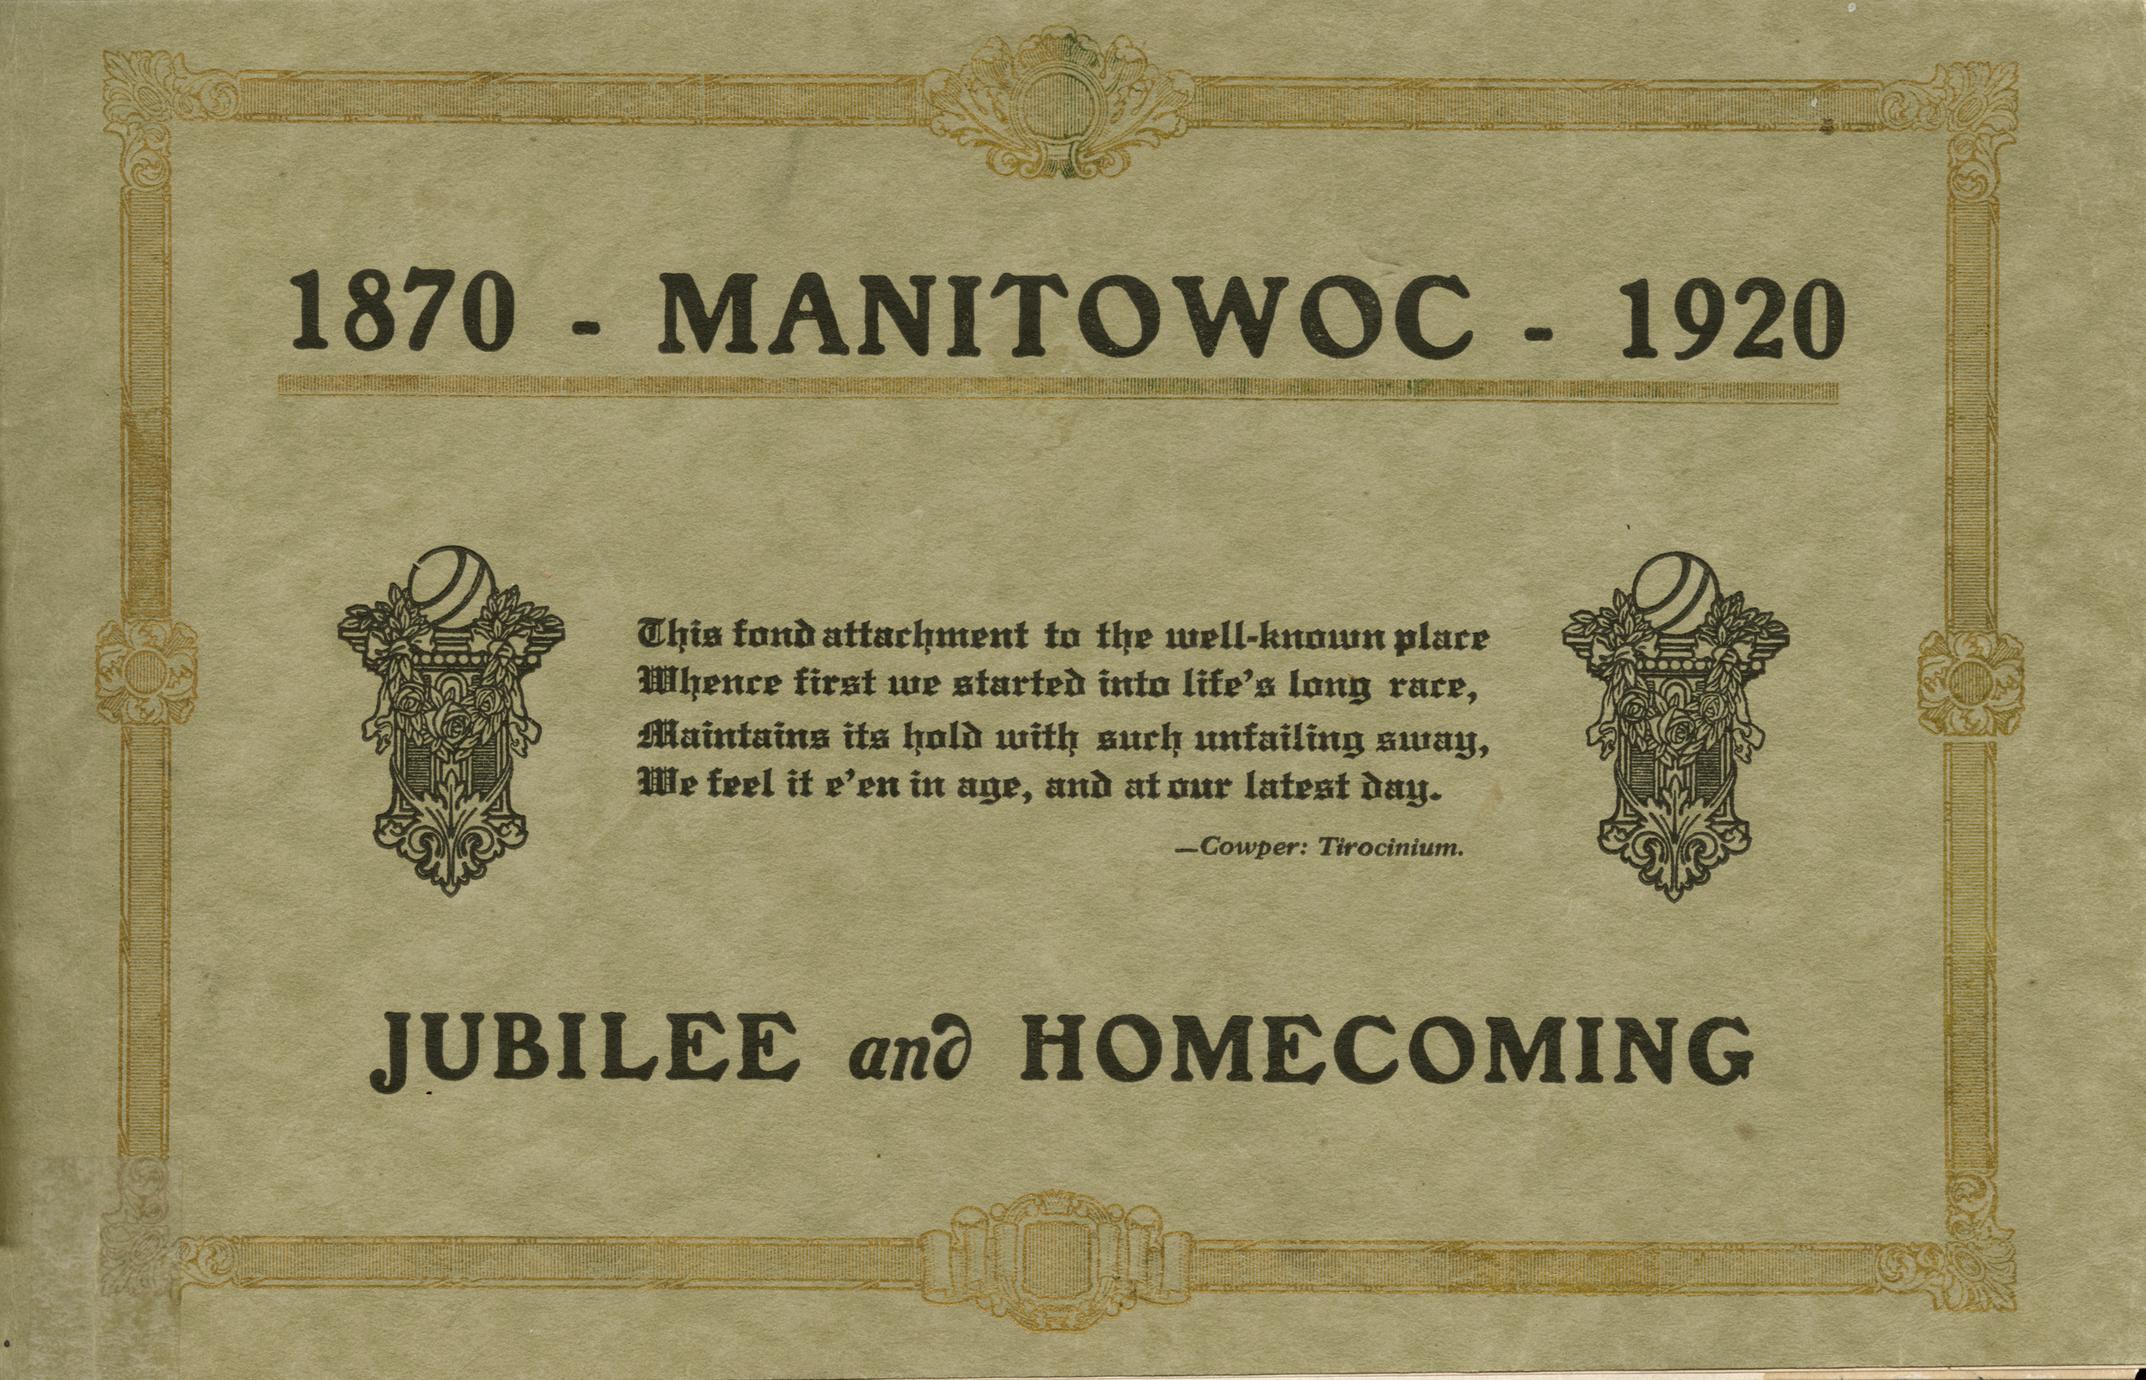 1870 - MANITOWOC - 1920
This fond attachment to the well-known place
Whence first we started into life's long race,
Maintains its hold with such unfailing sway,
We feel it e'en in age, and at our latest day.
—Cowper: Tirocinium.
JUBILEE and HOMECOMING